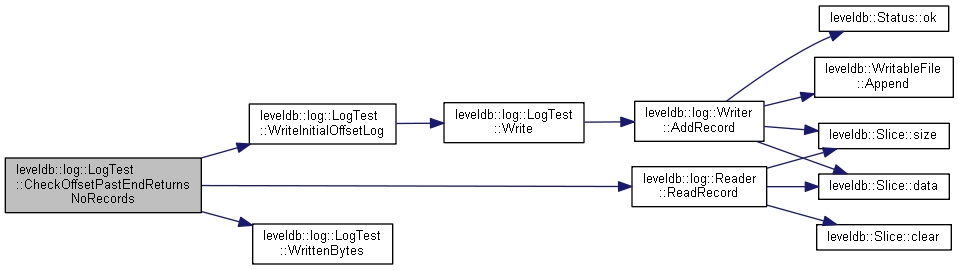 leveldb::log::LogTest
::CheckOffsetPastEndReturns
NoRecords
leveldb::log::LogTest
::WriteInitialOffsetLog
leveldb::log::LogTest
::WrittenBytes
leveldb::log::LogTest
::Write
leveldb::log::Writer
::AddRecord
leveldb::log::Reader
::ReadRecord
leveldb::Status::ok
leveldb::WritableFile
::Append
leveldb::Slice::size
leveldb::Slice::data
leveldb::Slice::clear